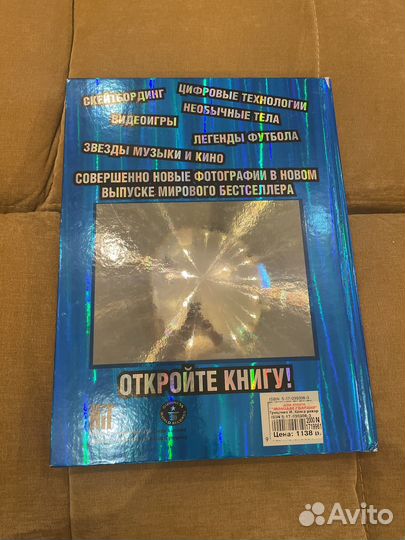 СКЕЙТБОРДИНГ
ЦИФРОВЫЕ ТЕХНОЛОГИИ
НЕОБЫЧНЫЕ ТЕЛА
ВИДЕОИГРЫ
ЛЕГЕНДЫ ФУТБОЛА
ЗВЕЗДЫ МУЗЫКИ И КИНО
СОВЕРШЕННО НОВЫЕ ФОТОГРАФИИ В НОВОМ
ВЫПУСКЕ МИРОВОГО БЕСТСЕЛЛЕРА
ОТКРОЙТЕ КНИГУ!
Цена: 1138 р.
Avito